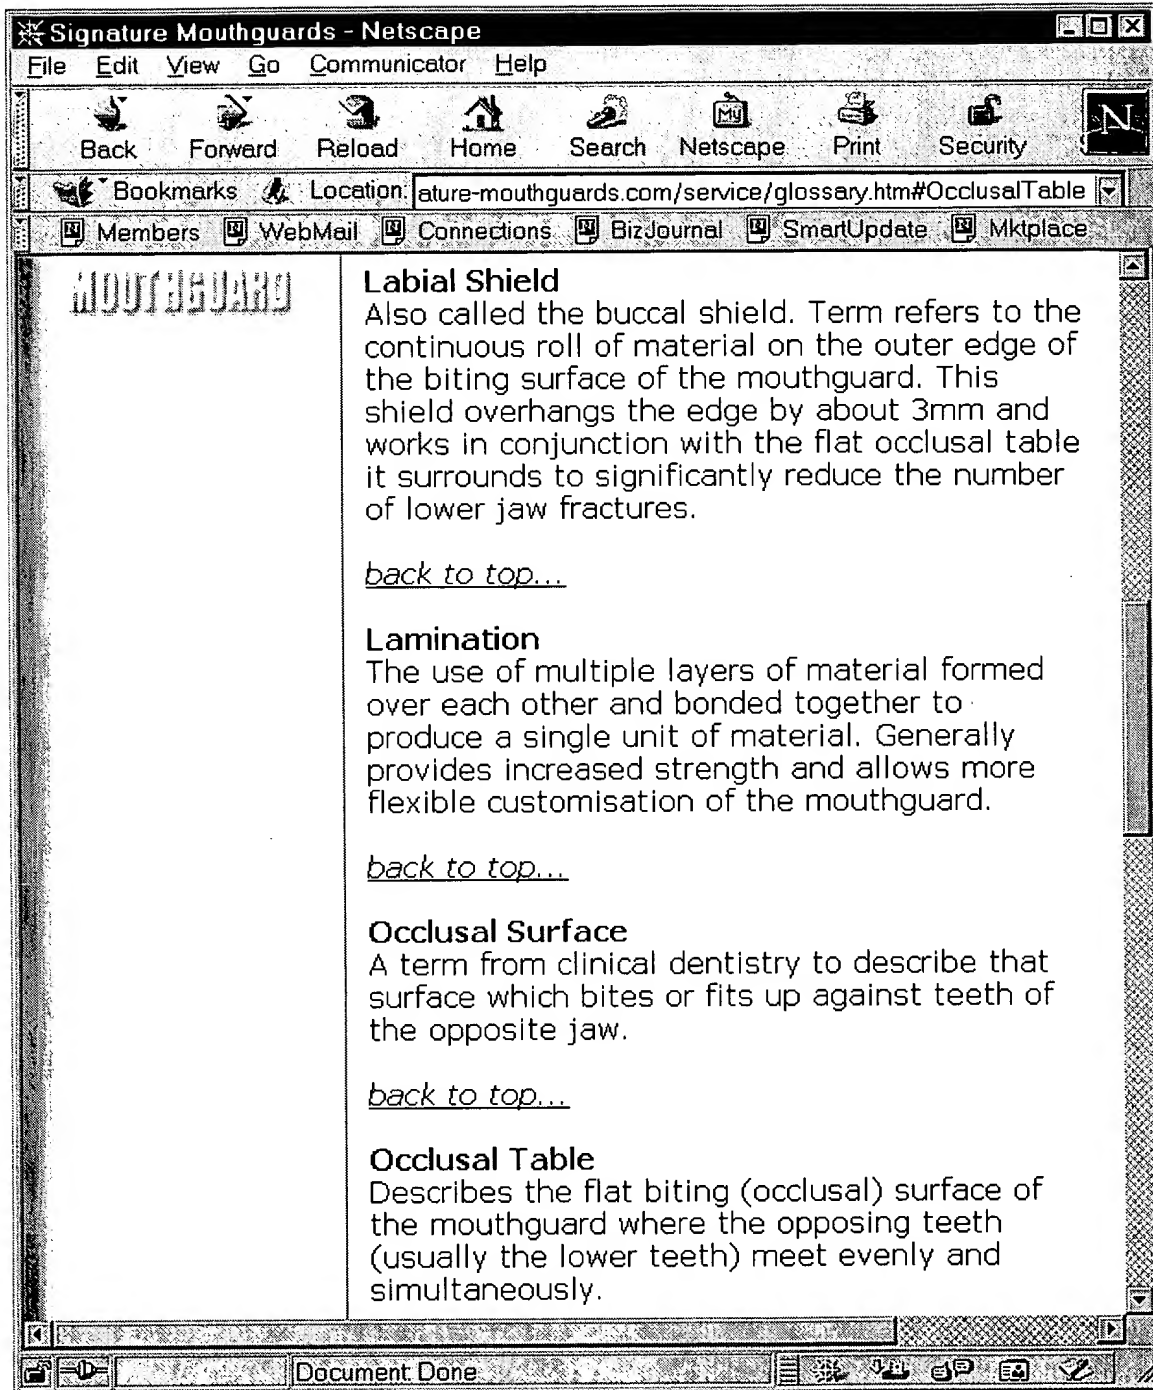 Signature Mouthguards - Netscape
File Edit View Go Communicator Help
Back Forward Reload Home Search Netscape Print Security
Bookmarks Location: ature-mouthguards.com/service/glossary.htm#OcclusalTable
Members WebMail Connections BizJournal SmartUpdate Mktplace
MOUTHGUARD
Labial Shield
Also called the buccal shield. Term refers to the
continuous roll of material on the outer edge of
the biting surface of the mouthguard. This
shield overhangs the edge by about 3mm and
works in conjunction with the flat occlusal table
it surrounds to significantly reduce the number
of lower jaw fractures.
back to top...
Lamination
The use of multiple layers of material formed
over each other and bonded together to
produce a single unit of material. Generally
provides increased strength and allows more
flexible customisation of the mouthguard.
back to top...
Occlusal Surface
A term from clinical dentistry to describe that
surface which bites or fits up against teeth of
the opposite jaw.
back to top...
Occlusal Table
Describes the flat biting (occlusal) surface of
the mouthguard where the opposing teeth
(usually the lower teeth) meet evenly and
simultaneously.
Document: Done